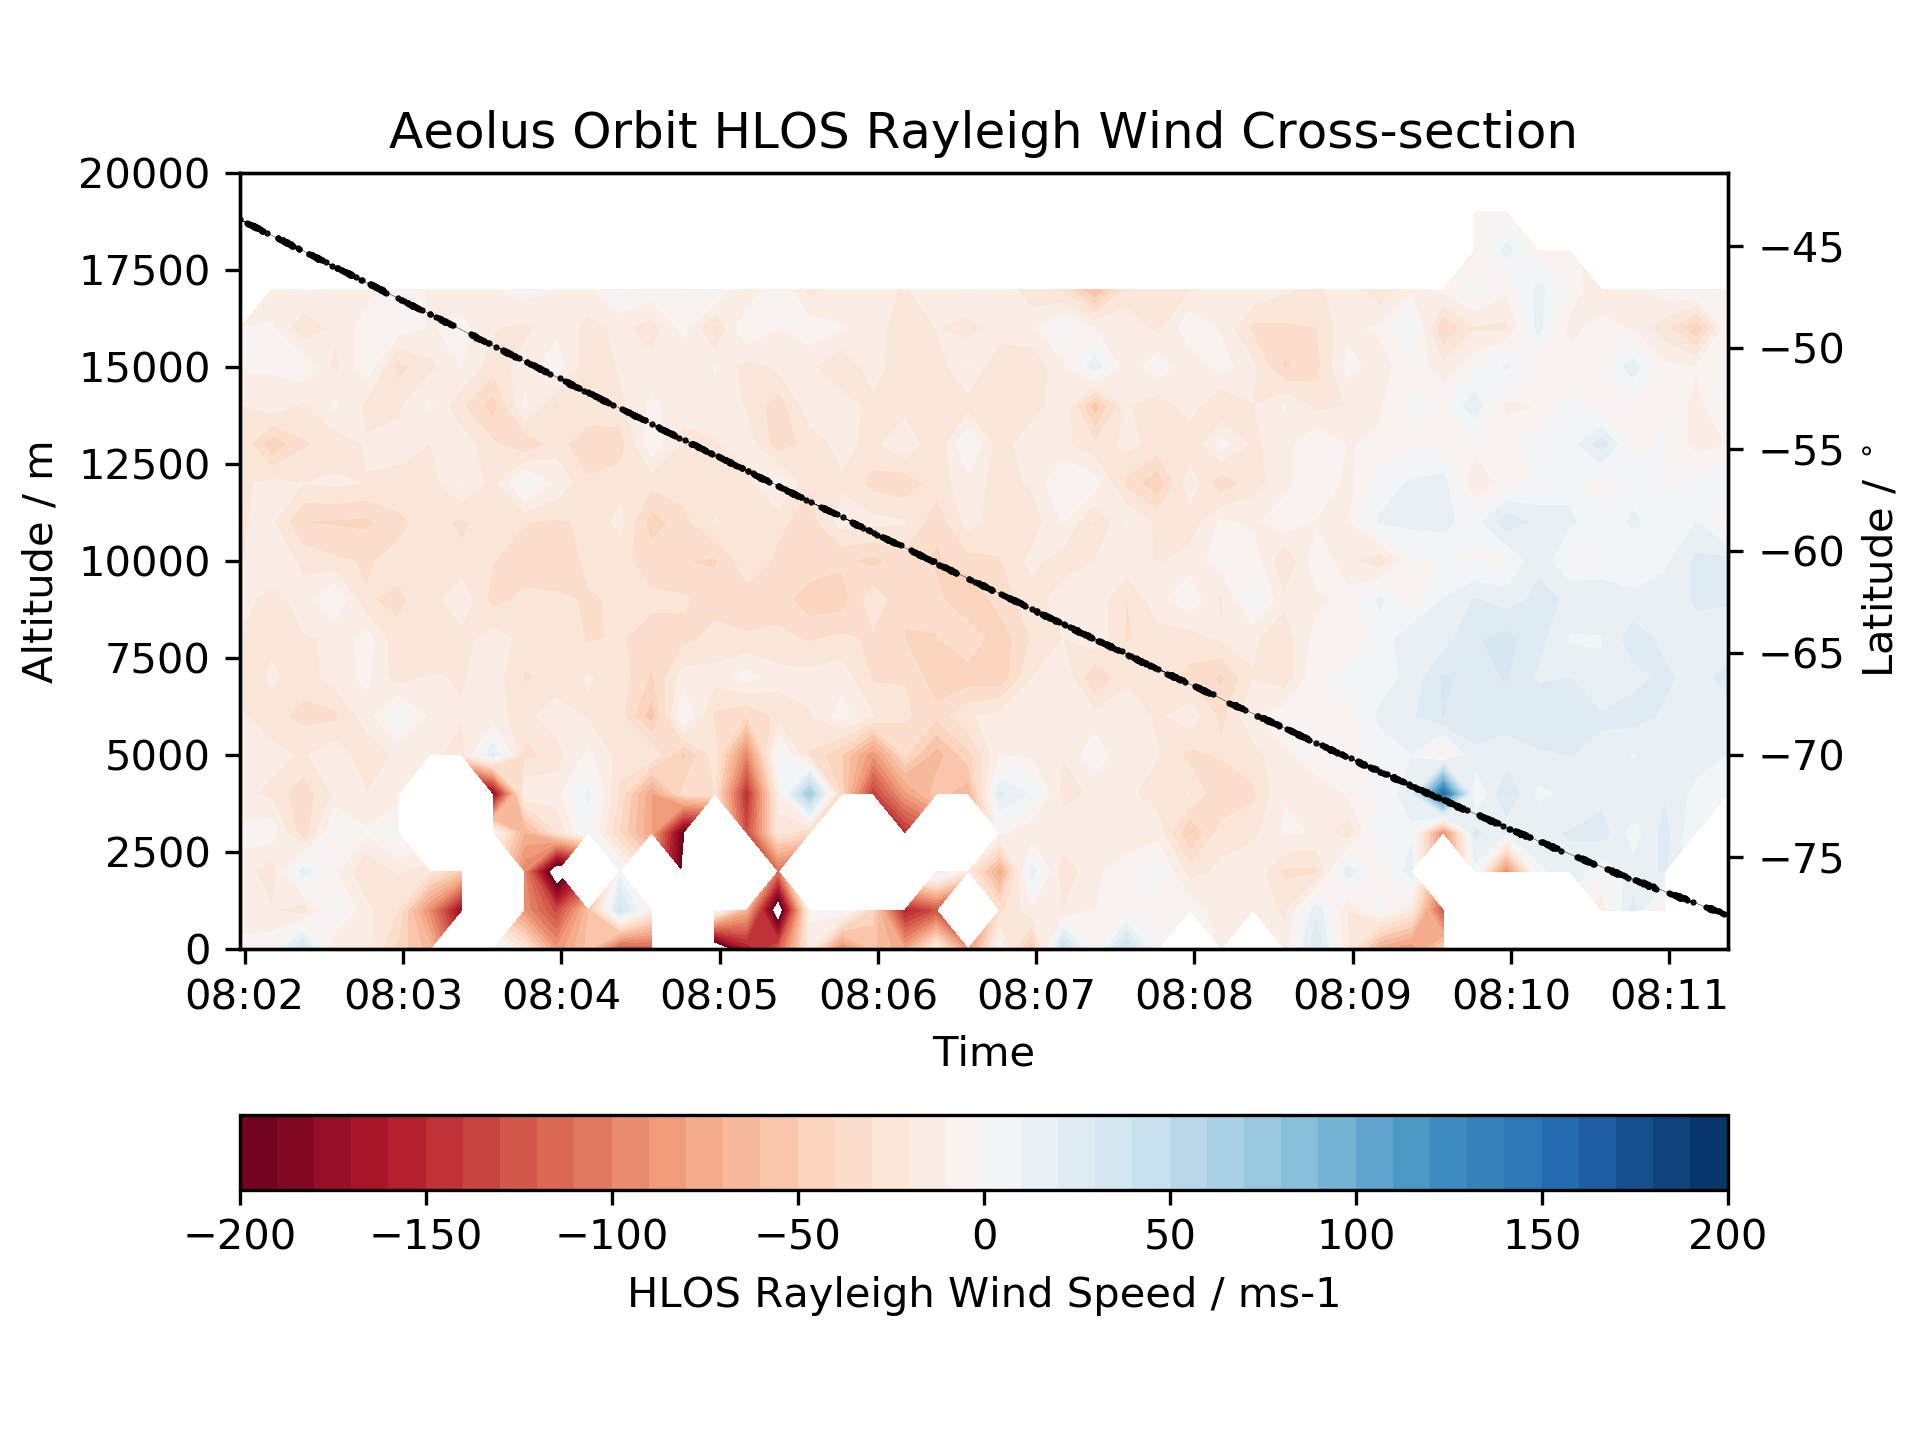 Aeolus Orbit HLOS Rayleigh Wind Cross-section
20000
17500
15000
12500
10000
7500
5000
2500
0
Altitude / m
−45
−50
−55
−60
−65
−70
−75
Latitude / °
08:02 08:03 08:04 08:05 08:06 08:07 08:08 08:09 08:10 08:11
Time
−200 −150 −100 −50 0 50 100 150 200
HLOS Rayleigh Wind Speed / ms-1